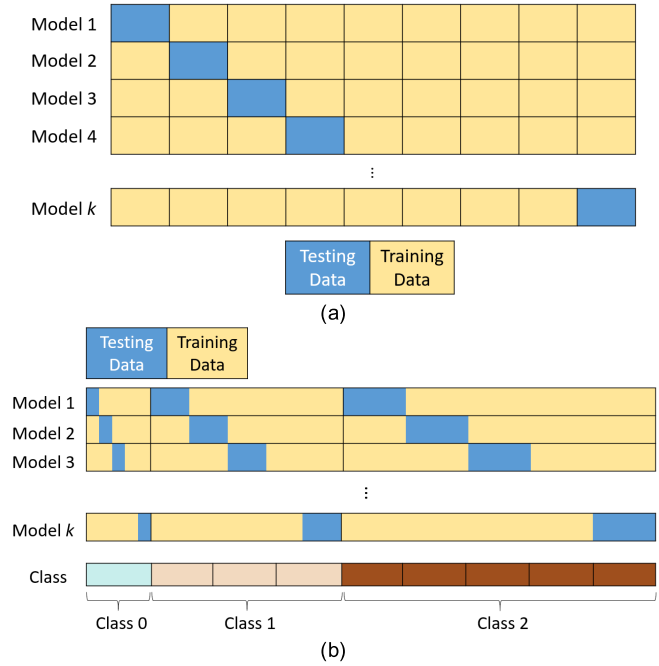 Model 1
Model 2
Model 3
Model 4
⋮
Model k
Testing Data
Training Data
(a)
Testing Data
Training Data
Model 1
Model 2
Model 3
⋮
Model k
Class
Class 0
Class 1
Class 2
(b)